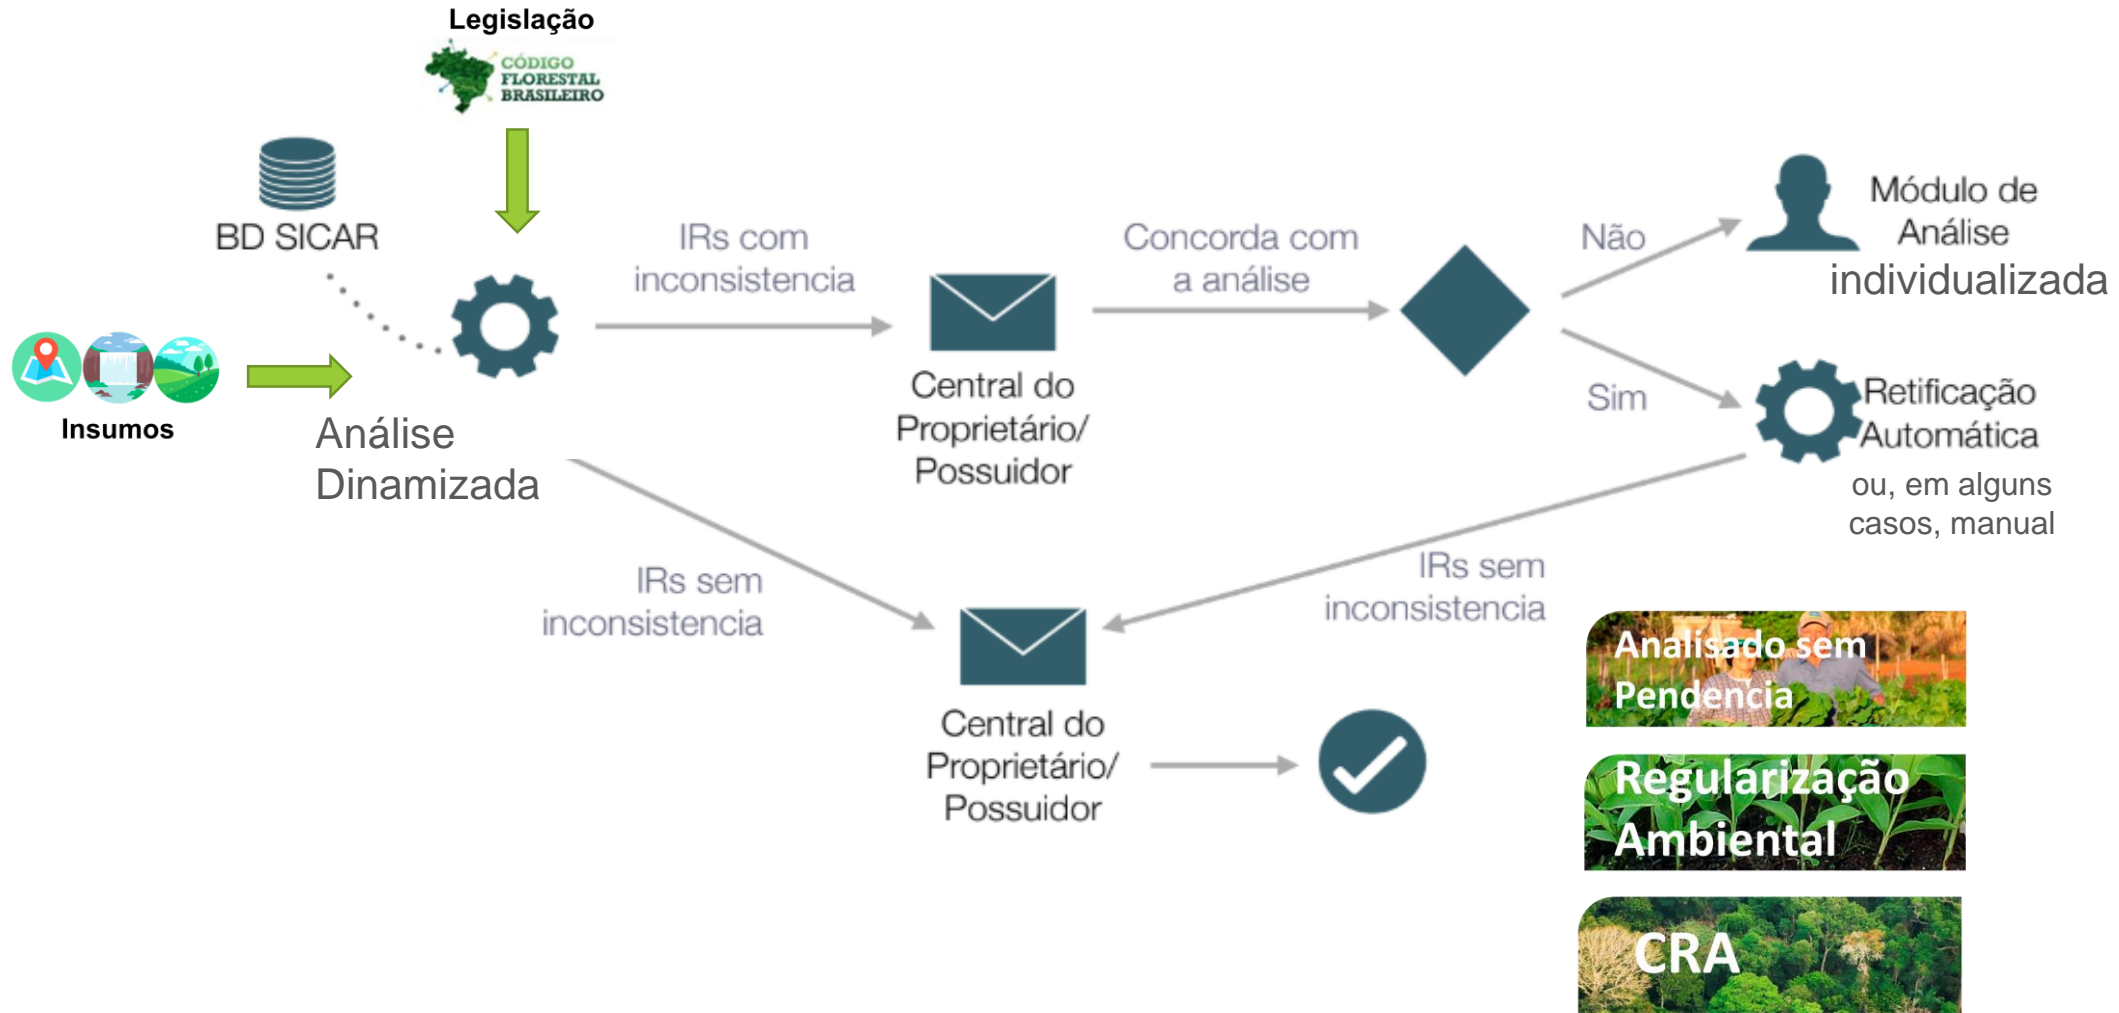 Legislação
CÓDIGO
FLORESTAL
BRASILEIRO
BD SICAR
Insumos
Análise
Dinamizada
IRs com
inconsistencia
Central do
Proprietário/
Possuidor
Concorda com
a análise
Não
Módulo de
Análise
individualizada
Sim
Retificação
Automática
ou, em alguns
casos, manual
IRs sem
inconsistencia
IRs sem
inconsistencia
Central do
Proprietário/
Possuidor
Analisado sem
Pendencia
Regularização
Ambiental
CRA